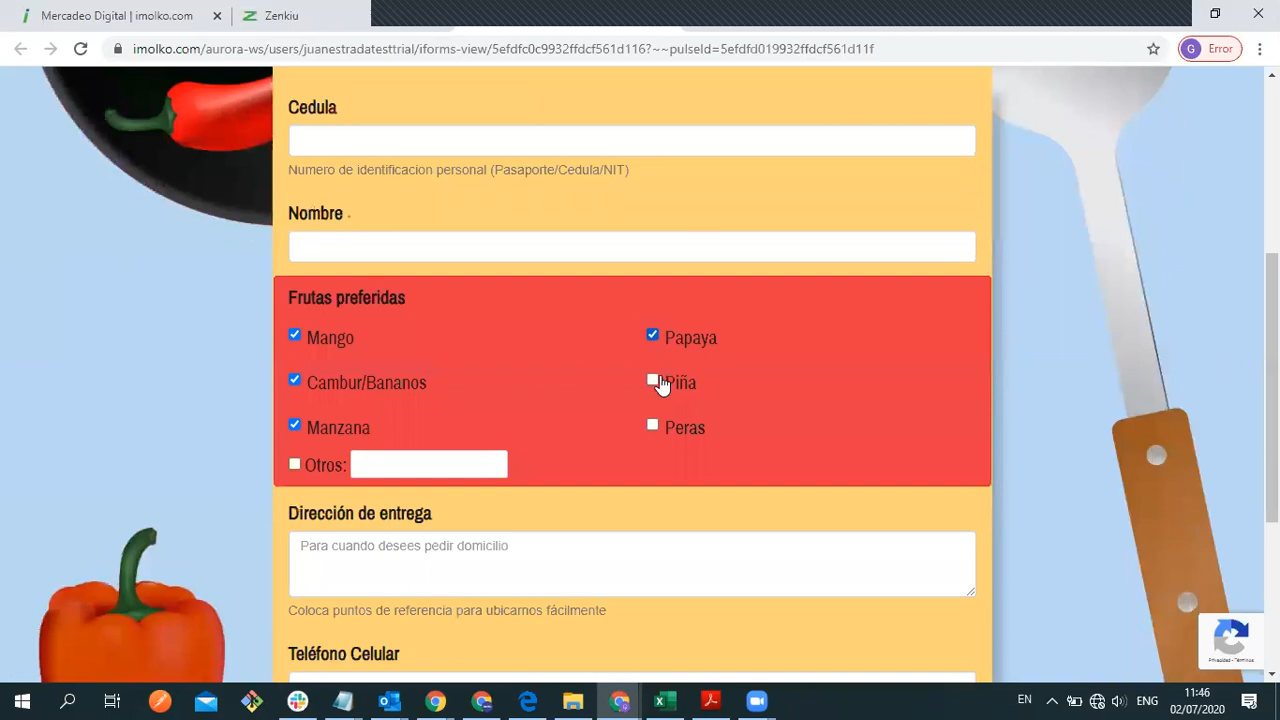 Mercadeo Digital | imolko.com
Zenkiu
imolko.com/aurora-ws/users/juanestradatesttrial/iforms-view/5efdfc0c9932ffdcf561d116?~~pulseId=5efdfd019932ffdcf561d11f
G Error
Cedula
Numero de identificacion personal (Pasaporte/Cedula/NIT)
Nombre
Frutas preferidas
Mango
Papaya
Cambur/Bananos
Piña
Manzana
Peras
Otros:
Dirección de entrega
Para cuando desees pedir domicilio
Coloca puntos de referencia para ubicarnos fácilmente
Teléfono Celular
Privacidad - Términos
EN
ENG
11:46
02/07/2020